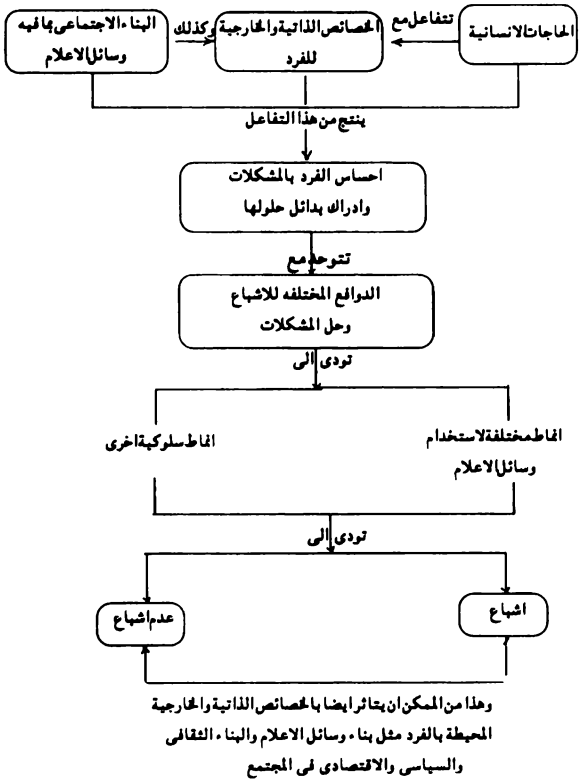 الحاجات الانسانية
تتفاعل مع
الخصائص الذاتية والخارجية
للفرد
وكذلك
البناء الاجتماعى بمافيه
وسائل الاعلام
ينتج من هذا التفاعل
احساس الفرد بالمشكلات
وادراك بدائل حلولها
تتوحد مع
الدوافع المختلفه للاشباع
وحل المشكلات
تودى الى
انماط مختلفة لاستخدام
وسائل الاعلام
انماط سلوكية اخرى
تودى الى
اشباع
عدم اشباع
وهذا من الممكن ان يتاثر ايضا بالخصائص الذاتية والخارجية
المحيطة بالفرد مثل بناء وسائل الاعلام والبناء الثقافى
والسياسى والاقتصادى فى المجتمع